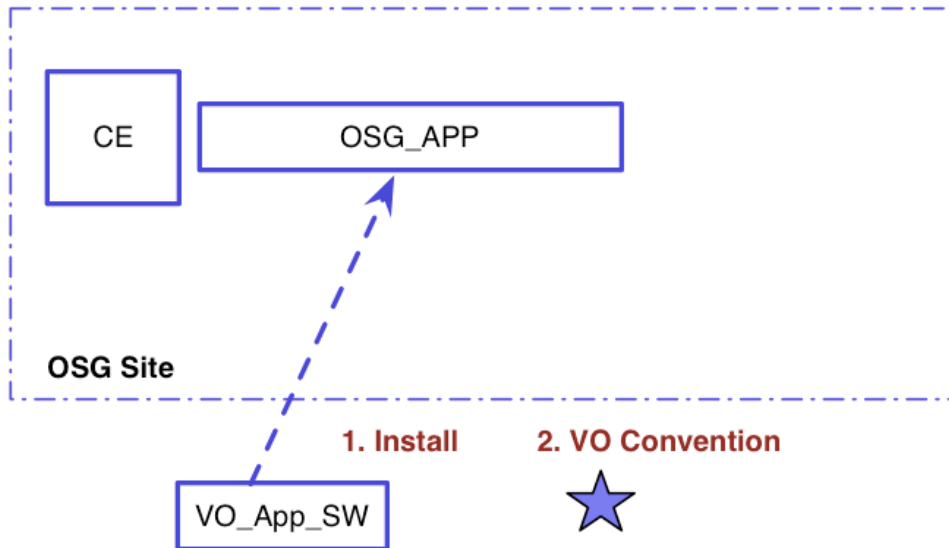 CE
OSG_APP
OSG Site
1. Install
2. VO Convention
VO_App_SW